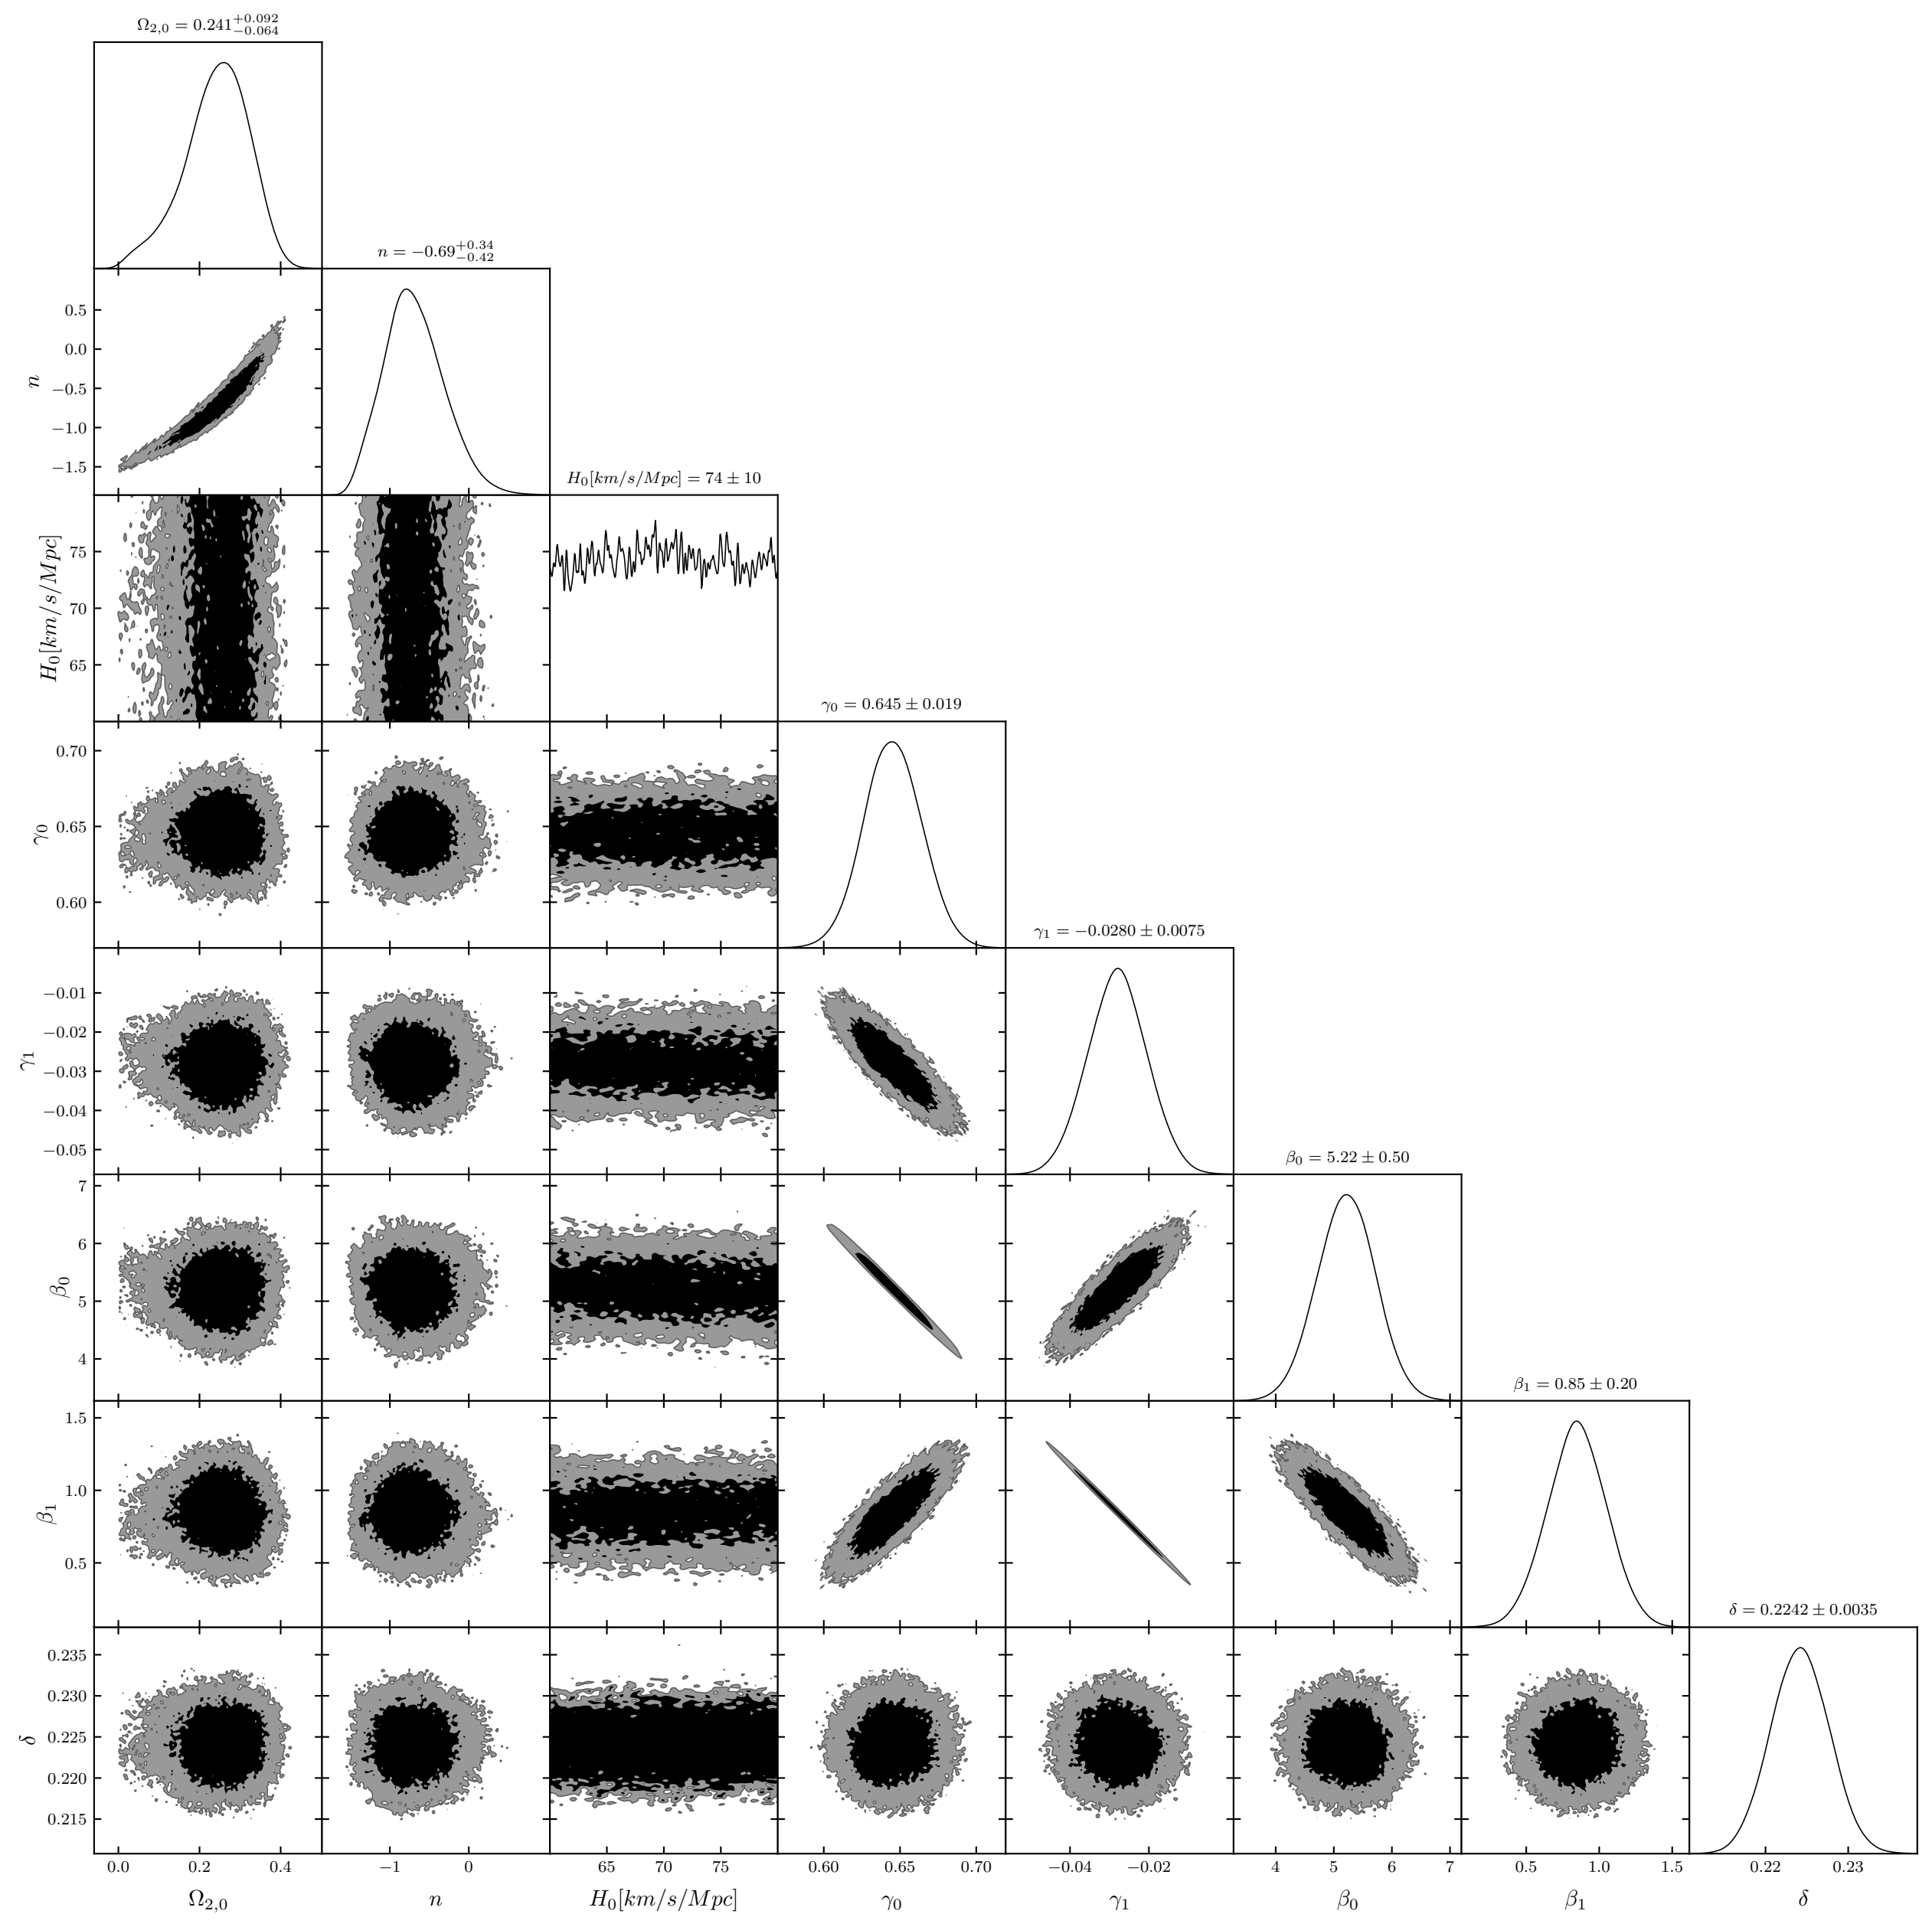 Ω₂,₀ = 0.241⁺⁰·⁰⁹²₋₀.₀₆₄
n = −0.69⁺⁰·³⁴₋₀.₄₂
0.5
0.0
−0.5
−1.0
−1.5
n
H₀[km/s/Mpc] = 74 ± 10
75
70
65
H₀[km/s/Mpc]
γ₀ = 0.645 ± 0.019
0.70
0.65
0.60
γ₀
γ₁ = −0.0280 ± 0.0075
−0.01
−0.02
−0.03
−0.04
−0.05
γ₁
β₀ = 5.22 ± 0.50
7
6
5
4
β₀
β₁ = 0.85 ± 0.20
1.5
1.0
0.5
β₁
δ = 0.2242 ± 0.0035
0.235
0.230
0.225
0.220
0.215
δ
0.0 0.2 0.4 −1 0 65 70 75 0.60 0.65 0.70 −0.04 −0.02 4 5 6 7 0.5 1.0 1.5 0.22 0.23
Ω₂,₀ n H₀[km/s/Mpc] γ₀ γ₁ β₀ β₁ δ